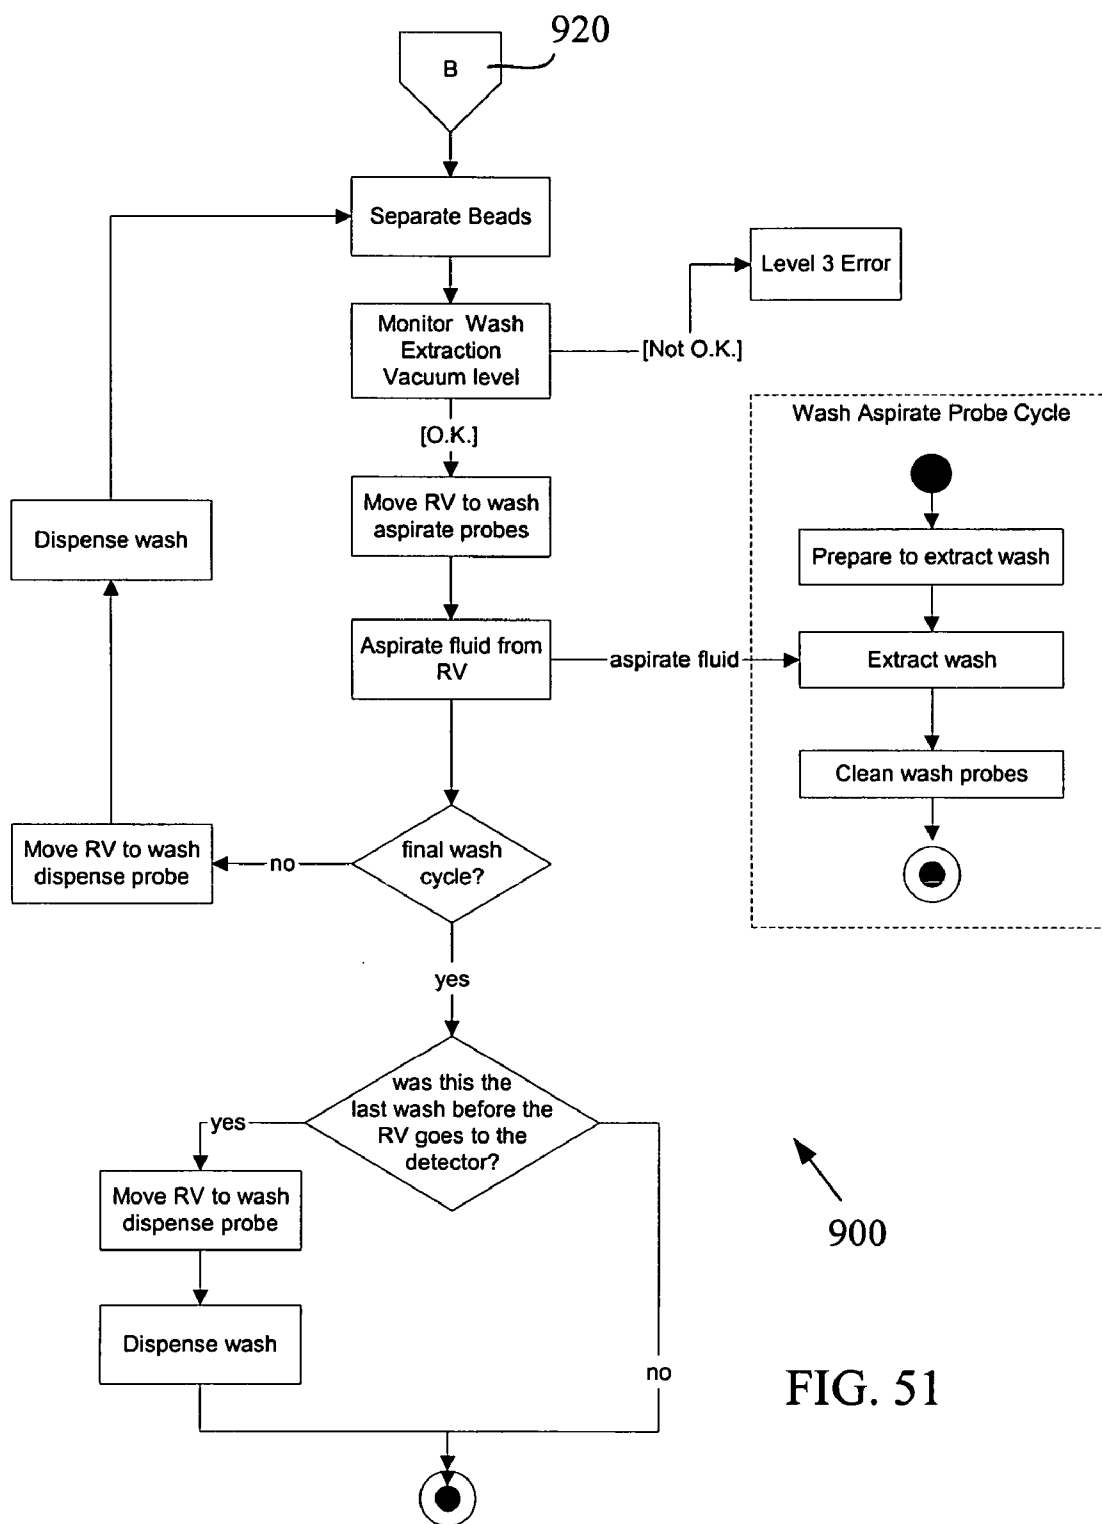 920
B
Separate Beads
Level 3 Error
Monitor Wash
Extraction
Vacuum level
[Not O.K.]
[O.K.]
Wash Aspirate Probe Cycle
Move RV to wash
aspirate probes
Dispense wash
Prepare to extract wash
Aspirate fluid from
RV
aspirate fluid
Extract wash
Clean wash probes
Move RV to wash
dispense probe
no
final wash
cycle?
yes
was this the
last wash before the
RV goes to the
detector?
yes
Move RV to wash
dispense probe
900
Dispense wash
no
FIG. 51